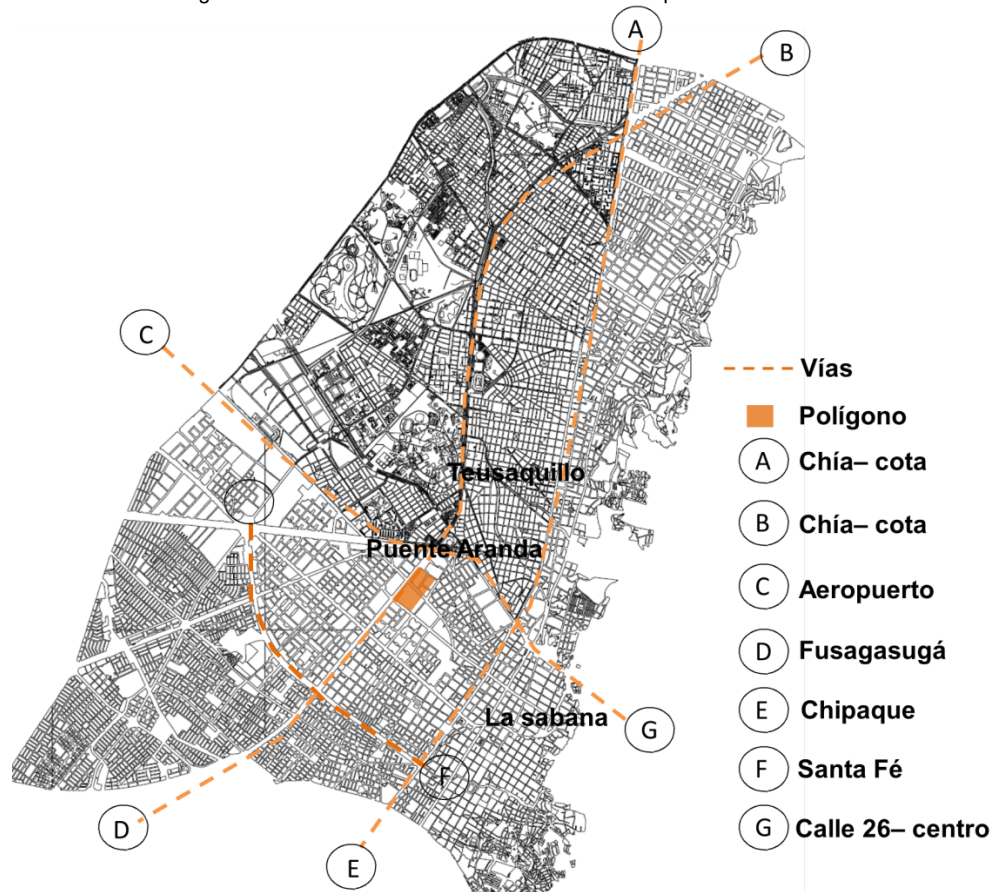 A
B
C
Teusaquillo
Puente Aranda
La sabana
G
F
D
E
Vías
Polígono
A Chía– cota
B Chía– cota
C Aeropuerto
D Fusagasugá
E Chipaque
F Santa Fé
G Calle 26– centro